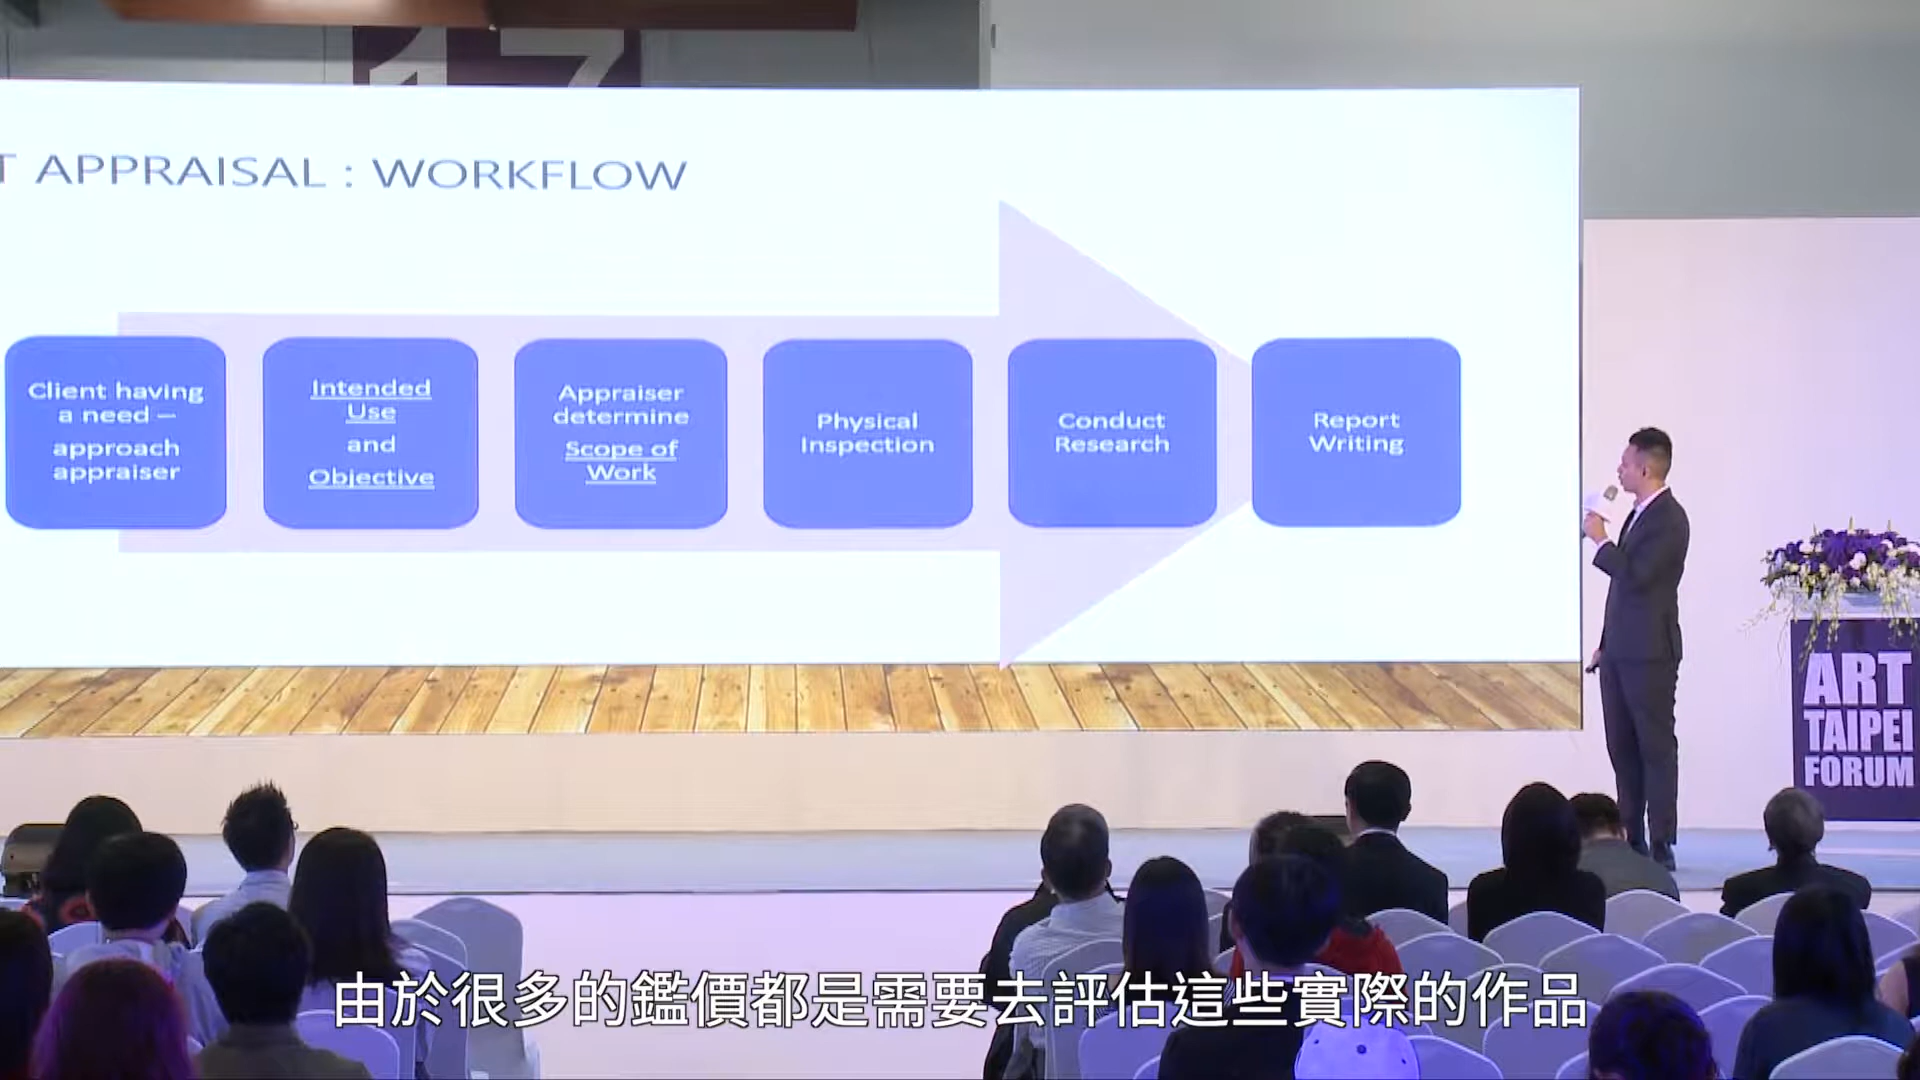 17
T APPRAISAL : WORKFLOW
Client having
a need –
approach
appraiser
Intended
Use
and
Objective
Appraiser
determine
Scope of
Work
Physical
Inspection
Conduct
Research
Report
Writing
ART
TAIPEI
FORUM
由於很多的鑑價都是需要去評估這些實際的作品